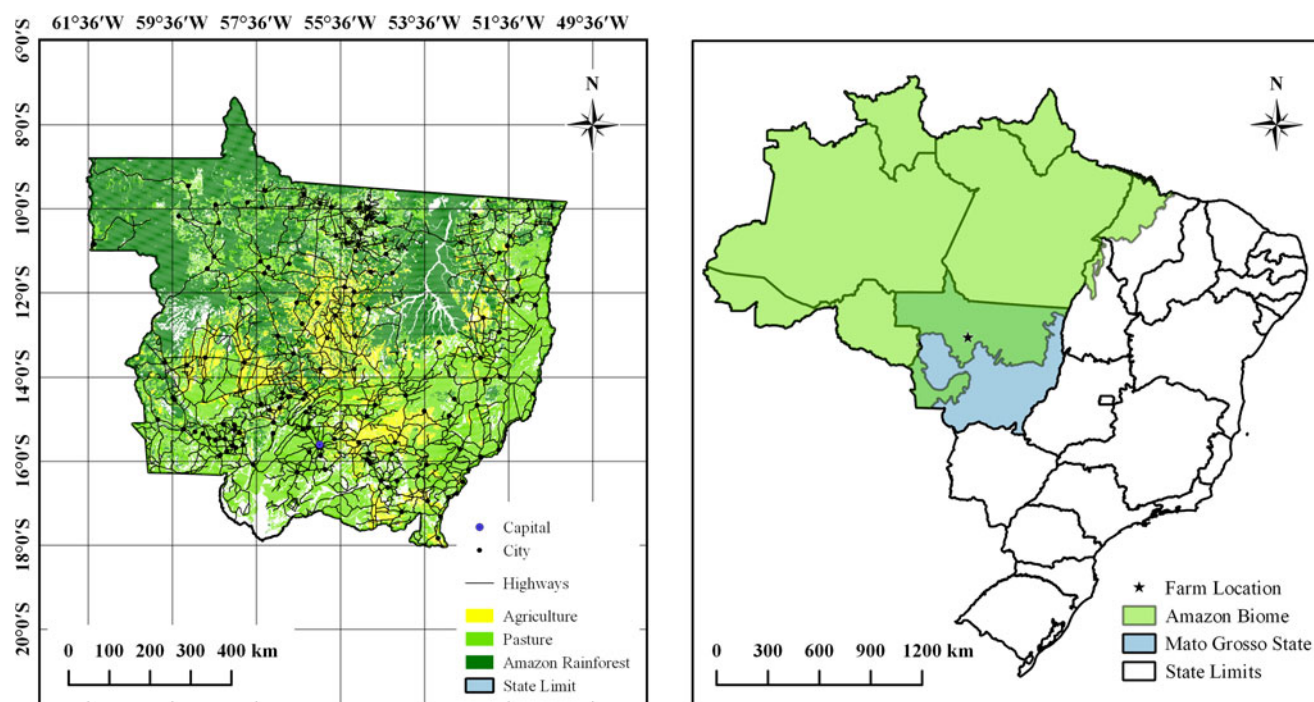 61°36′W 59°36′W 57°36′W 55°36′W 53°36′W 51°36′W 49°36′W
6°0′S
8°0′S
10°0′S
12°0′S
14°0′S
16°0′S
18°0′S
20°0′S
N
Capital
City
Highways
Agriculture
Pasture
Amazon Rainforest
State Limit
0 100 200 300 400 km
N
Farm Location
Amazon Biome
Mato Grosso State
State Limits
0 300 600 900 1200 km